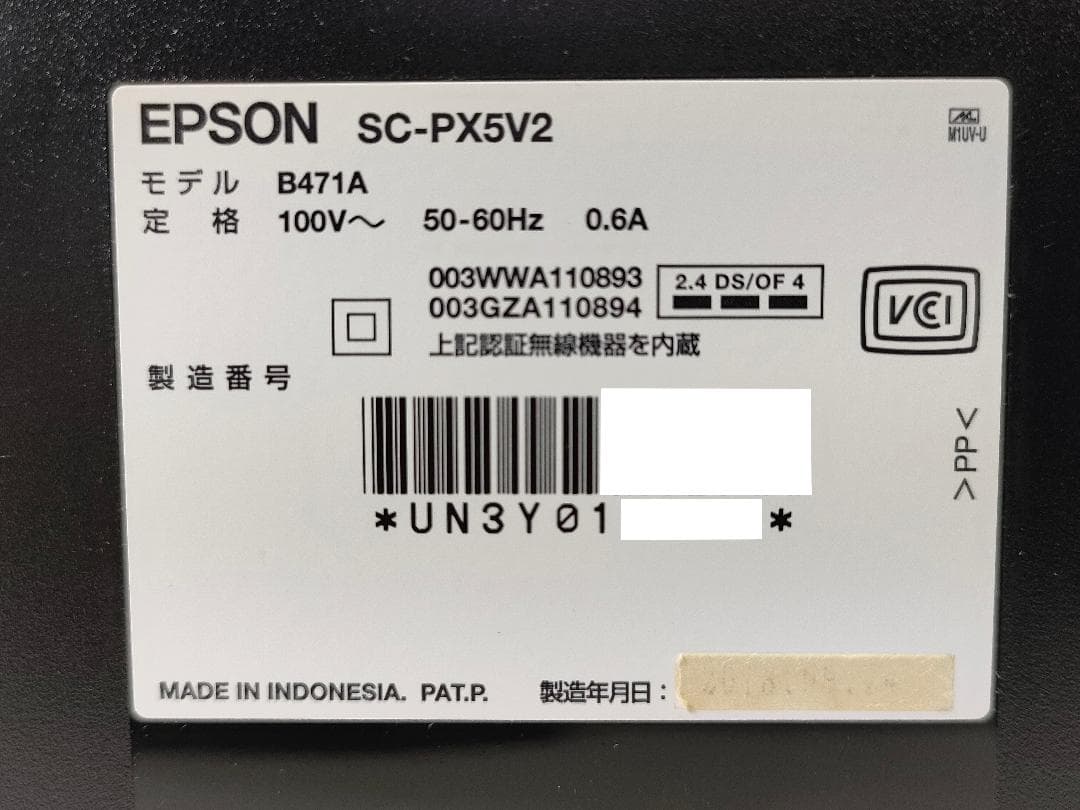 EPSON SC-PX5V2
M1UV-U
モデル B471A
定格 100V～ 50-60Hz 0.6A
003WWA110893
003GZA110894
2.4 DS/OF 4
上記認証無線機器を内蔵
VCI
製造番号
*UN3Y01 *
>PP<
MADE IN INDONESIA. PAT.P. 製造年月日：